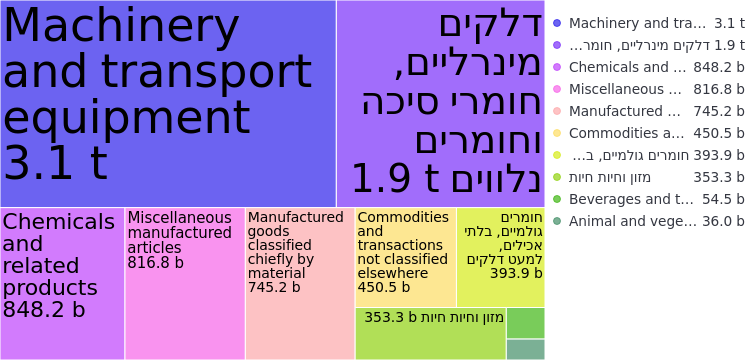 Machinery
and transport
equipment
3.1 t
דלקים
מינרליים,
חומרי סיכה
וחומרים
נלווים 1.9 t
Chemicals
and
related
products
848.2 b
Miscellaneous
manufactured
articles
816.8 b
Manufactured
goods
classified
chiefly by
material
745.2 b
Commodities
and
transactions
not classified
elsewhere
450.5 b
חומרים
גולמיים, בלתי
אכילים,
למעט דלקים
393.9 b
מזון וחיות חיות 353.3 b
Machinery and tra... 3.1 t
דלקים מינרליים, חומר... 1.9 t
Chemicals and ... 848.2 b
Miscellaneous ... 816.8 b
Manufactured ... 745.2 b
Commodities a... 450.5 b
חומרים גולמיים, ב... 393.9 b
מזון וחיות חיות 353.3 b
Beverages and t... 54.5 b
Animal and vege... 36.0 b